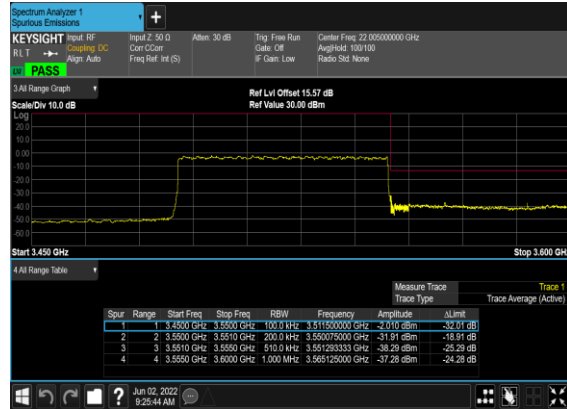 Spectrum Analyzer 1
Spurious Emissions
KEYSIGHT Input: RF Input Z: 50 Ω Atten: 30 dB Trig: Free Run Center Freq: 22.005000000 GHz
RLT Coupling: DC Corr CCorr Gate: Off Avg|Hold: 100/100
Align: Auto Freq Ref: Int (S) IF Gain: Low Radio Std: None
PASS
3 All Range Graph
Ref Lvl Offset 15.57 dB
Scale/Div 10.0 dB Ref Value 30.00 dBm
Log
20.0
10.0
0.00
-10.0
-20.0
-30.0
-40.0
-50.0
-60.0
Start 3.450 GHz Stop 3.600 GH
4 All Range Table
Measure Trace Trace 1
Trace Type Trace Average (Active)
Spur Range Start Freq Stop Freq RBW Frequency Amplitude ΔLimit
1 1 3.4500 GHz 3.5500 GHz 100.0 kHz 3.511500000 GHz -2.010 dBm -32.01 dB
2 2 3.5500 GHz 3.5510 GHz 200.0 kHz 3.550075000 GHz -31.91 dBm -18.91 dB
3 3 3.5510 GHz 3.5550 GHz 510.0 kHz 3.551293333 GHz -38.29 dBm -25.29 dB
4 4 3.5550 GHz 3.6000 GHz 1.000 MHz 3.565125000 GHz -37.28 dBm -24.28 dB
? Jun 02, 2022
9:25:44 AM